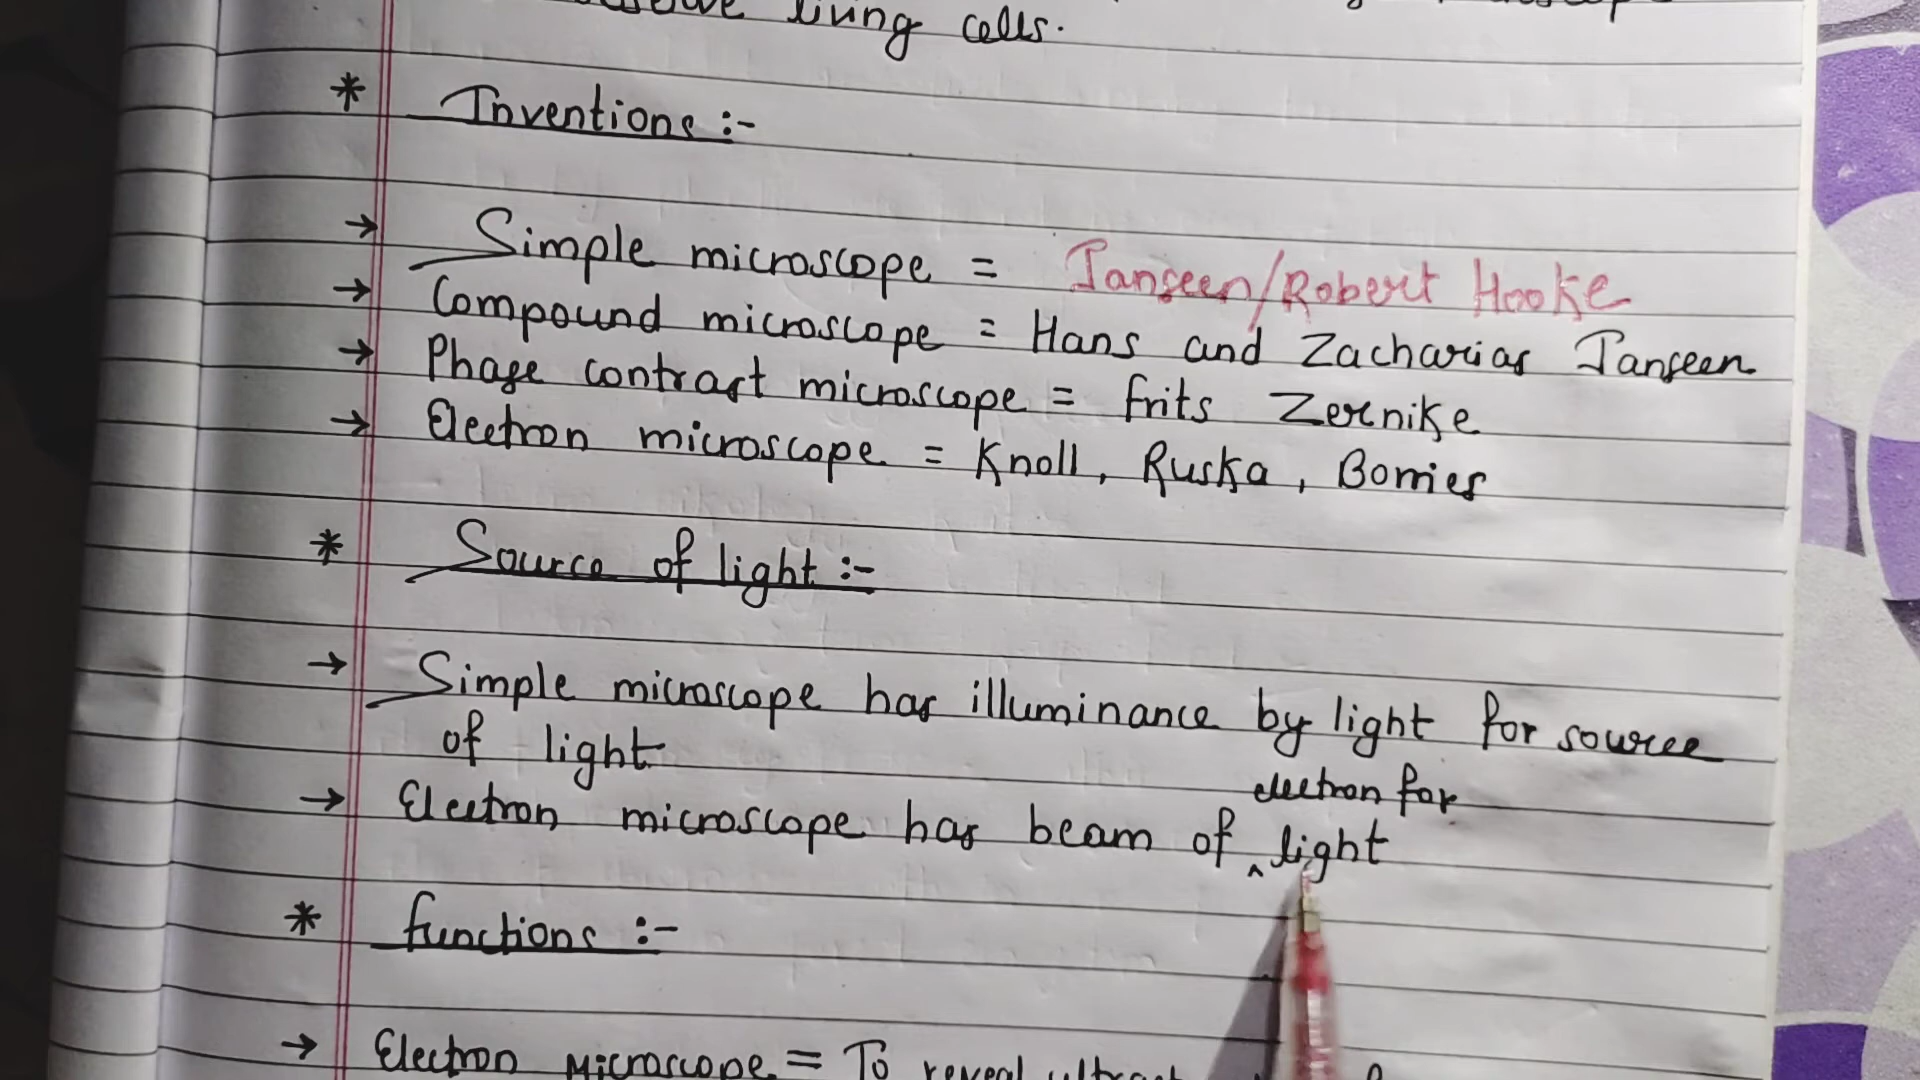 living cells.
* Inventions :-
→ Simple microscope = Janseen/Robert Hooke
→ Compound microscope = Hans and Zacharias Janseen
→ Phase contrast microscope = frits Zernike
→ Electron microscope = Knoll, Ruska, Borries
* Source of light :-
→ Simple microscope has illuminance by light for source
of light
electron for
→ Electron microscope has beam of ^ light
* functions :-
→ Electron Microscope = To reveal